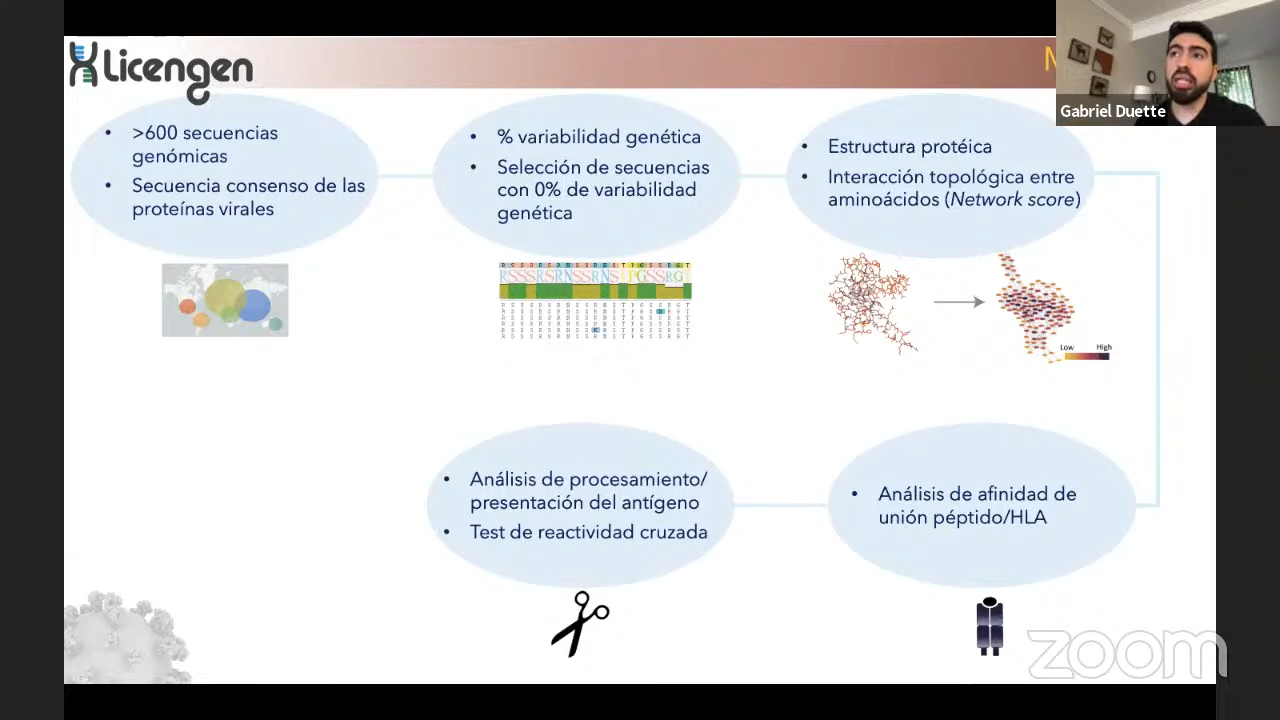 Licengen
M
Gabriel Duette
• >600 secuencias
genómicas
• Secuencia consenso de las
proteínas virales
• % variabilidad genética
• Selección de secuencias
con 0% de variabilidad
genética
• Estructura protéica
• Interacción topológica entre
aminoácidos (Network score)
Low High
• Análisis de procesamiento/
presentación del antígeno
• Test de reactividad cruzada
• Análisis de afinidad de
unión péptido/HLA
zoom